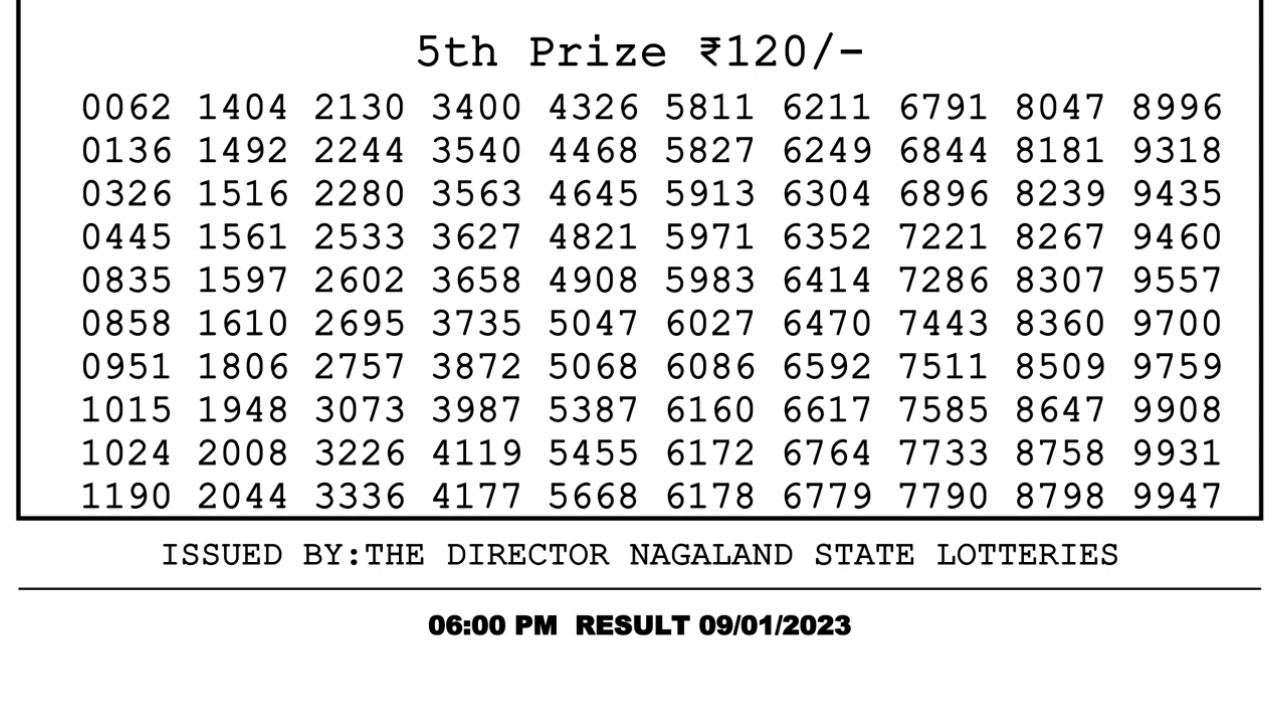 5th Prize ₹120/-
0062 1404 2130 3400 4326 5811 6211 6791 8047 8996
0136 1492 2244 3540 4468 5827 6249 6844 8181 9318
0326 1516 2280 3563 4645 5913 6304 6896 8239 9435
0445 1561 2533 3627 4821 5971 6352 7221 8267 9460
0835 1597 2602 3658 4908 5983 6414 7286 8307 9557
0858 1610 2695 3735 5047 6027 6470 7443 8360 9700
0951 1806 2757 3872 5068 6086 6592 7511 8509 9759
1015 1948 3073 3987 5387 6160 6617 7585 8647 9908
1024 2008 3226 4119 5455 6172 6764 7733 8758 9931
1190 2044 3336 4177 5668 6178 6779 7790 8798 9947
ISSUED BY:THE DIRECTOR NAGALAND STATE LOTTERIES
06:00 PM RESULT 09/01/2023